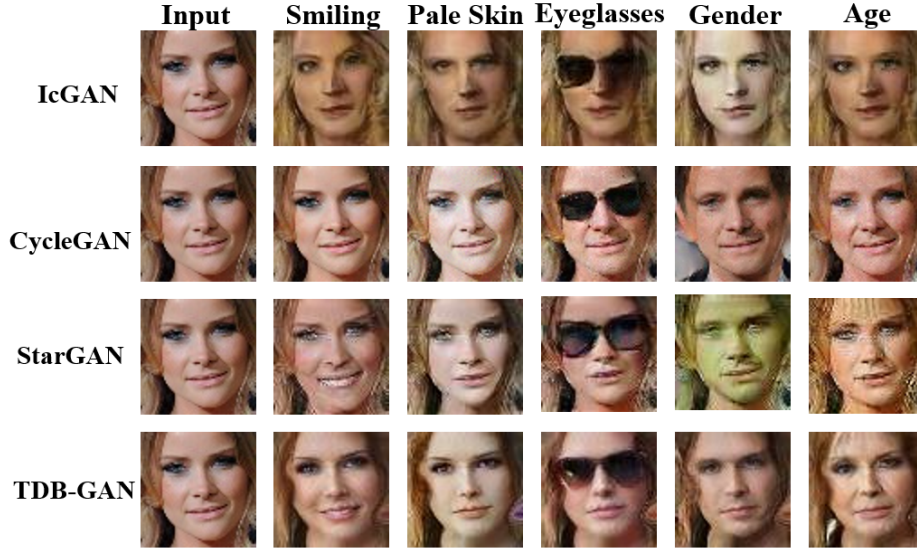 Input Smiling Pale Skin Eyeglasses Gender Age
IcGAN
CycleGAN
StarGAN
TDB-GAN